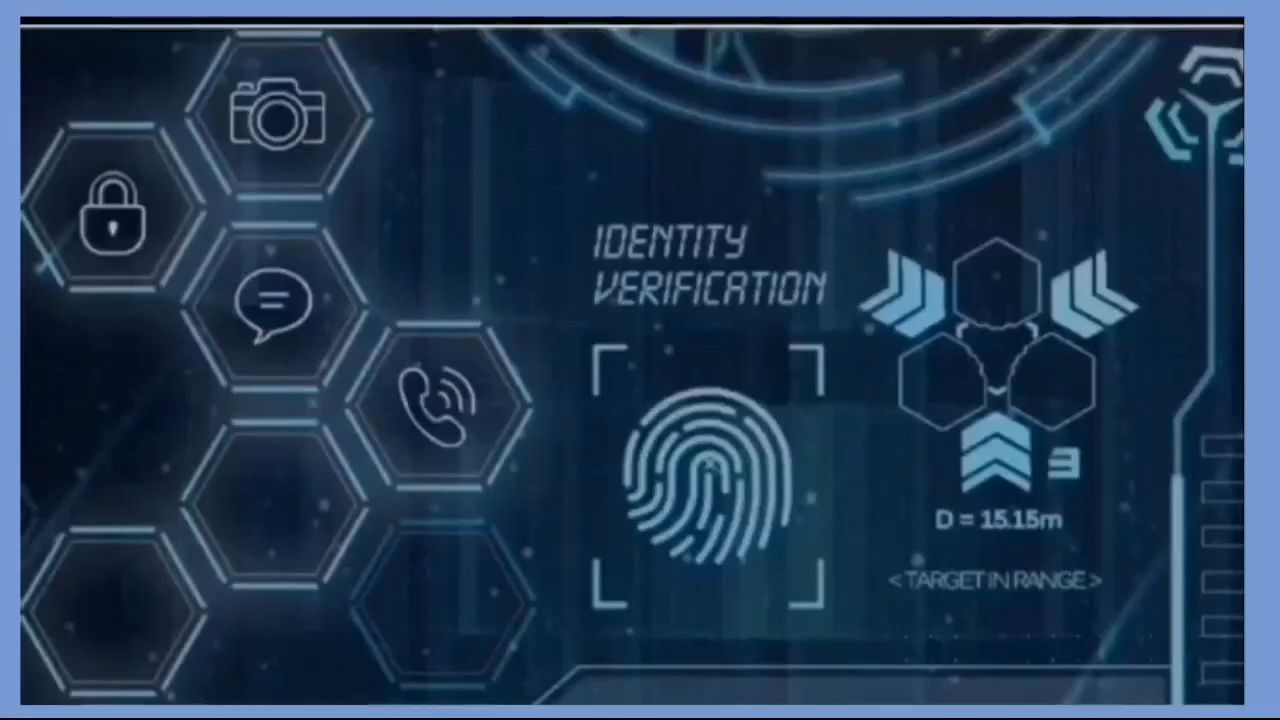 IDENTITY
VERIFICATION
3
D = 15.15m
< TARGET IN RANGE >